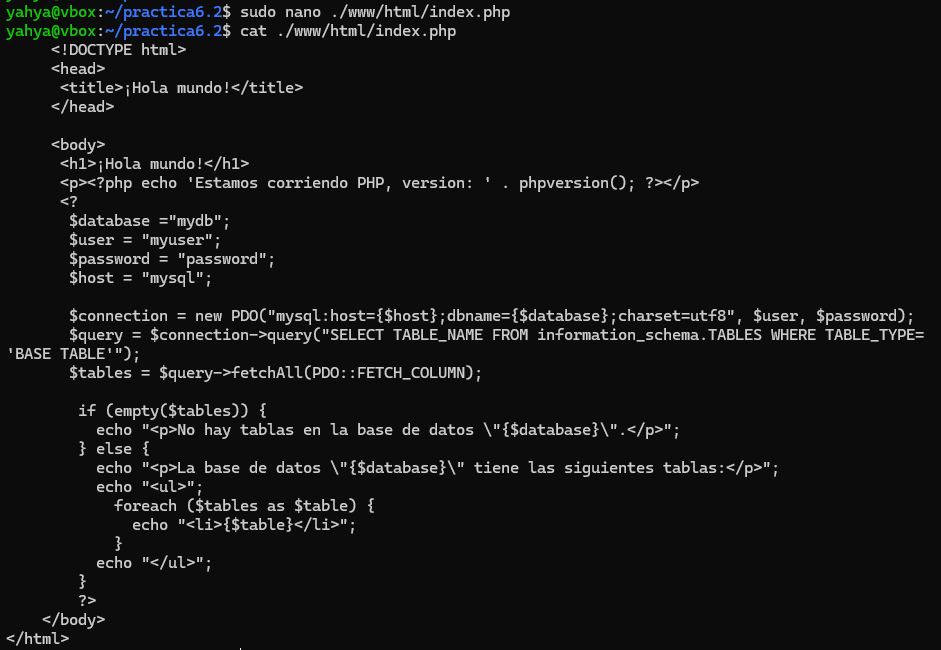 yahya@vbox:~/practica6.2$ sudo nano ./www/html/index.php
yahya@vbox:~/practica6.2$ cat ./www/html/index.php
     <!DOCTYPE html>
     <head>
      <title>¡Hola mundo!</title>
     </head>

     <body>
      <h1>¡Hola mundo!</h1>
      <p><?php echo 'Estamos corriendo PHP, version: ' . phpversion(); ?></p>
      <?
       $database ="mydb";
       $user = "myuser";
       $password = "password";
       $host = "mysql";

       $connection = new PDO("mysql:host={$host};dbname={$database};charset=utf8", $user, $password);
       $query = $connection->query("SELECT TABLE_NAME FROM information_schema.TABLES WHERE TABLE_TYPE=
'BASE TABLE'");
       $tables = $query->fetchAll(PDO::FETCH_COLUMN);

        if (empty($tables)) {
          echo "<p>No hay tablas en la base de datos \"{$database}\".</p>";
        } else {
          echo "<p>La base de datos \"{$database}\" tiene las siguientes tablas:</p>";
          echo "<ul>";
            foreach ($tables as $table) {
              echo "<li>{$table}</li>";
            }
          echo "</ul>";
        }
        ?>
    </body>
</html>